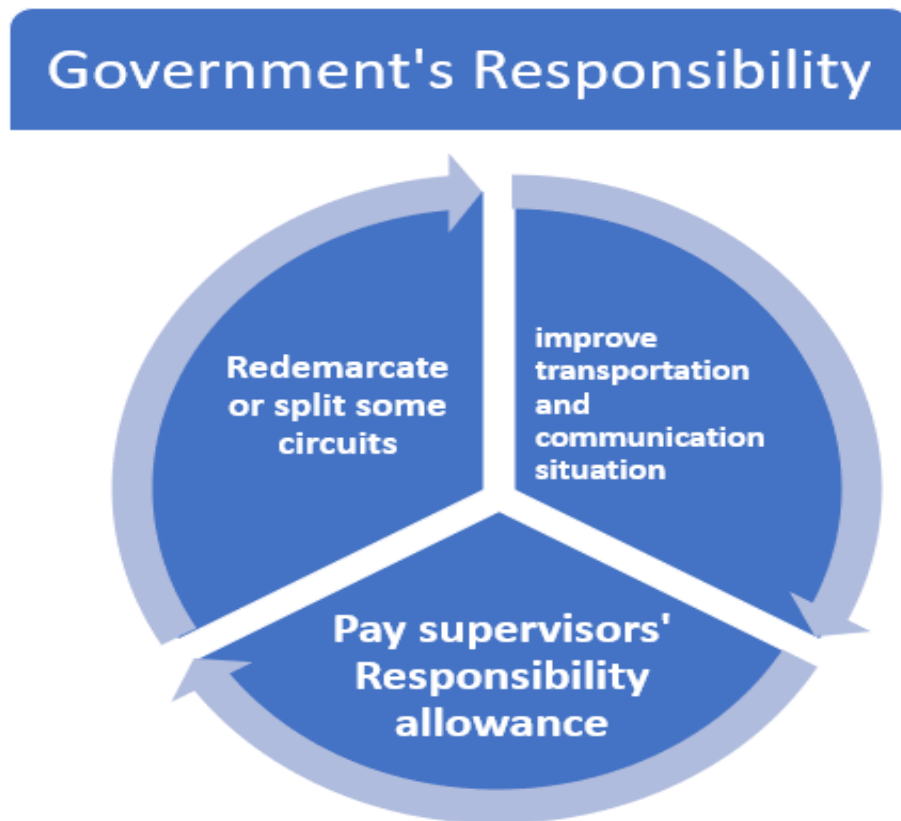 Government's Responsibility
improve
transportation
and
communication
situation
Pay supervisors'
Responsibility
allowance
Redemarcate
or split some
circuits